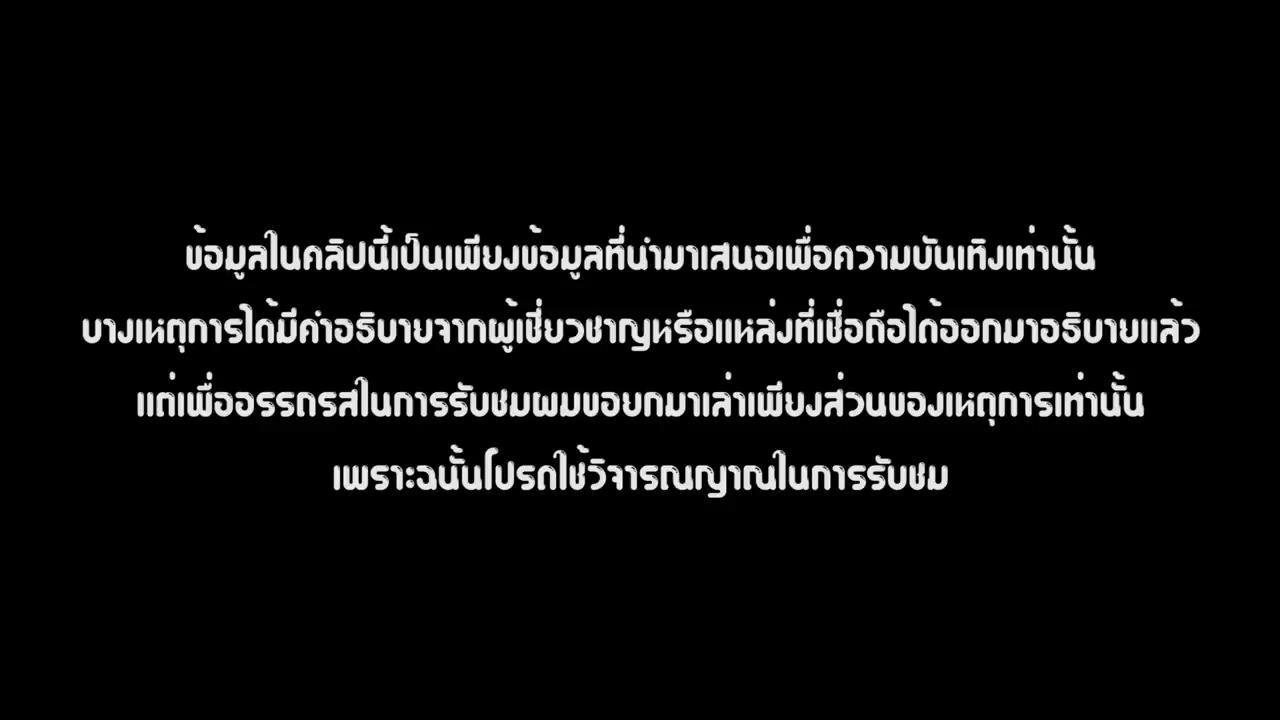 ข้อมูลในคลิปนี้เป็นเพียงข้อมูลที่นำมาเสนอเพื่อความบันเทิงเท่านั้น
บางเหตุการได้มีคำอธิบายจากผู้เชี่ยวชาญหรือแหล่งที่เชื่อถือได้ออกมาอธิบายแล้ว
แต่เพื่ออรรถรสในการรับชมผมขอยกมาเล่าเพียงส่วนของเหตุการเท่านั้น
เพราะฉนั้นโปรดใช้วิจารณญาณในการรับชม